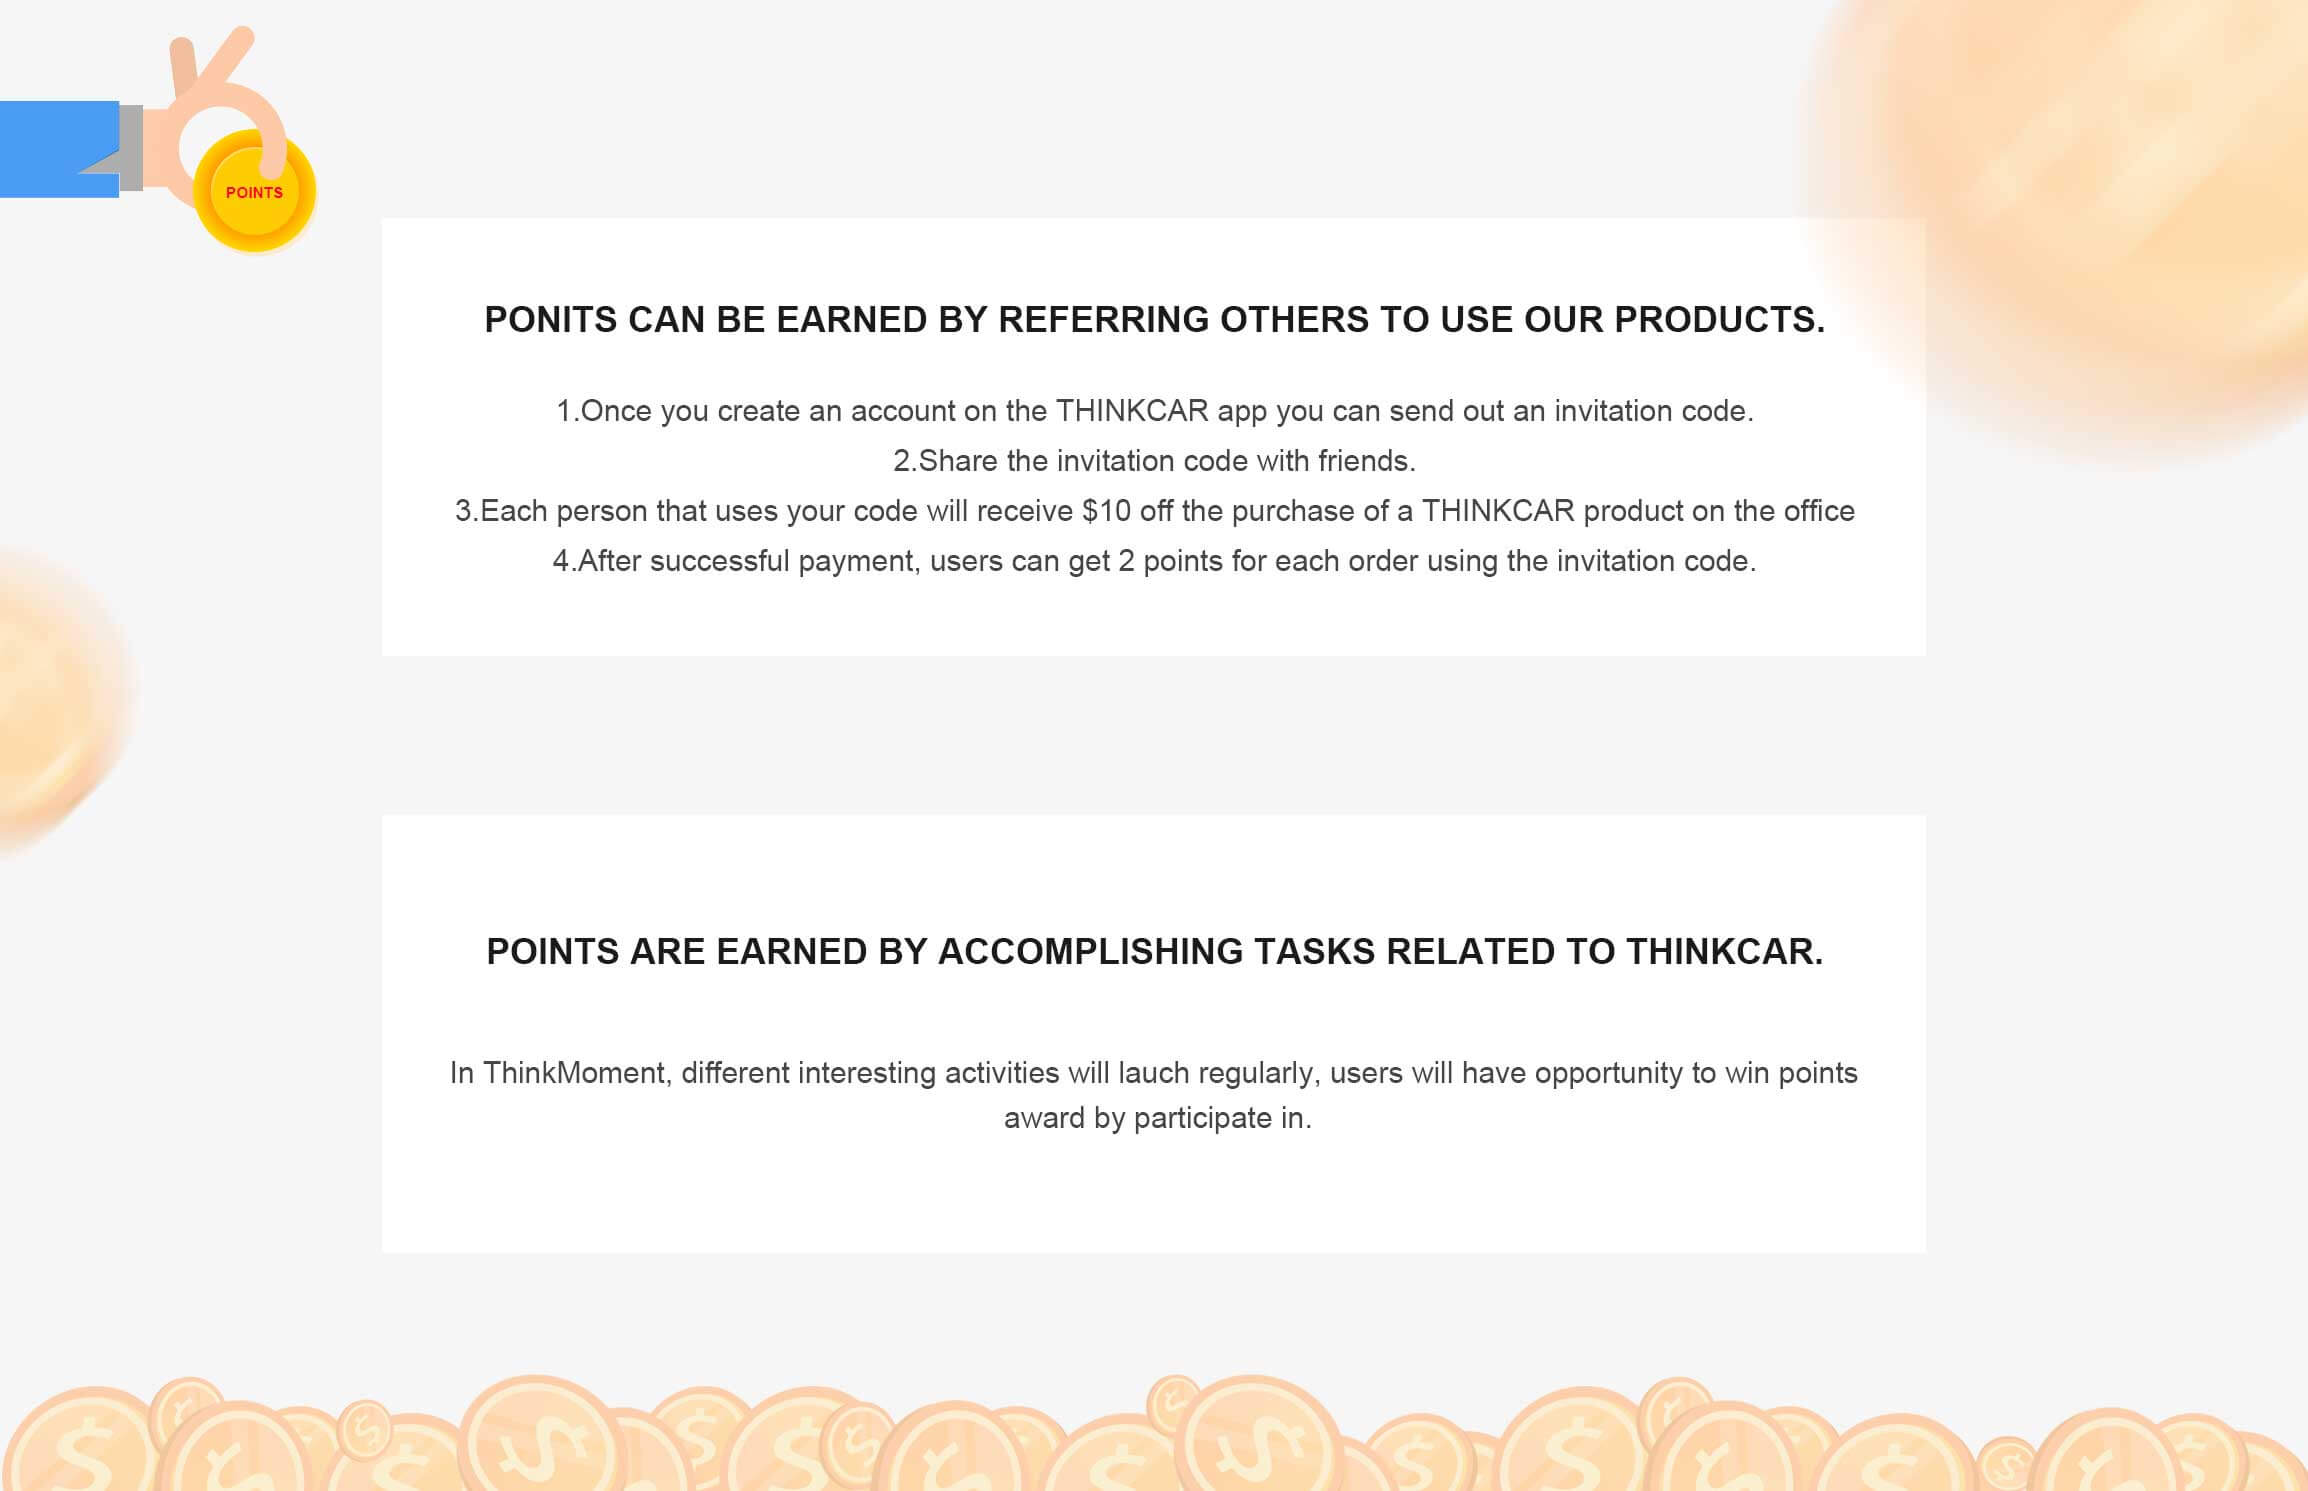 POINTS
PONITS CAN BE EARNED BY REFERRING OTHERS TO USE OUR PRODUCTS.
1.Once you create an account on the THINKCAR app you can send out an invitation code.
2.Share the invitation code with friends.
3.Each person that uses your code will receive $10 off the purchase of a THINKCAR product on the office
4.After successful payment, users can get 2 points for each order using the invitation code.
POINTS ARE EARNED BY ACCOMPLISHING TASKS RELATED TO THINKCAR.
In ThinkMoment, different interesting activities will lauch regularly, users will have opportunity to win points
award by participate in.